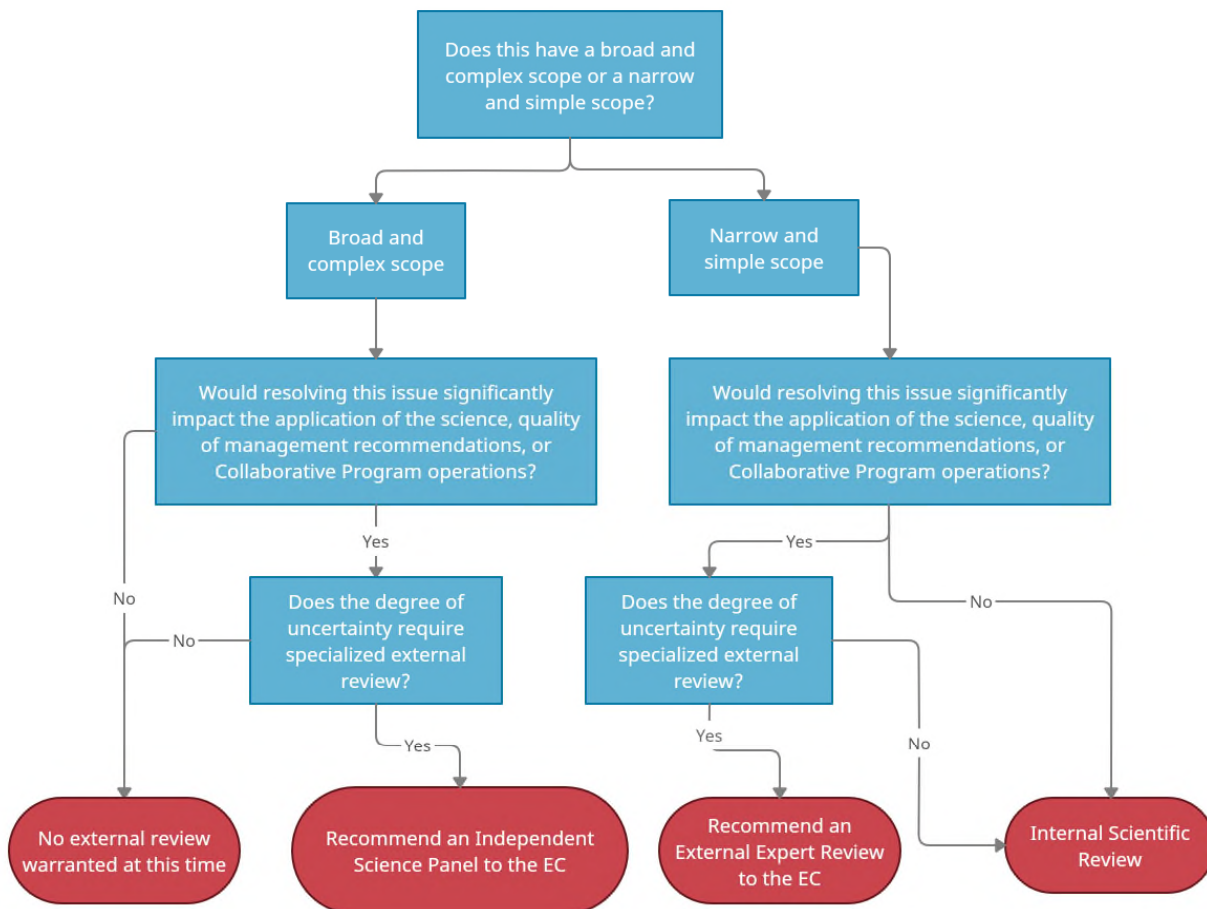 Does this have a broad and
complex scope or a narrow
and simple scope?
Broad and
complex scope
Narrow and
simple scope
Would resolving this issue significantly
impact the application of the science, quality
of management recommendations, or
Collaborative Program operations?
Would resolving this issue significantly
impact the application of the science, quality
of management recommendations, or
Collaborative Program operations?
Yes
Yes
No
No
Does the degree of
uncertainty require
specialized external
review?
Does the degree of
uncertainty require
specialized external
review?
No
Yes
Yes
No
No external review
warranted at this time
Recommend an Independent
Science Panel to the EC
Recommend an
External Expert Review
to the EC
Internal Scientific
Review